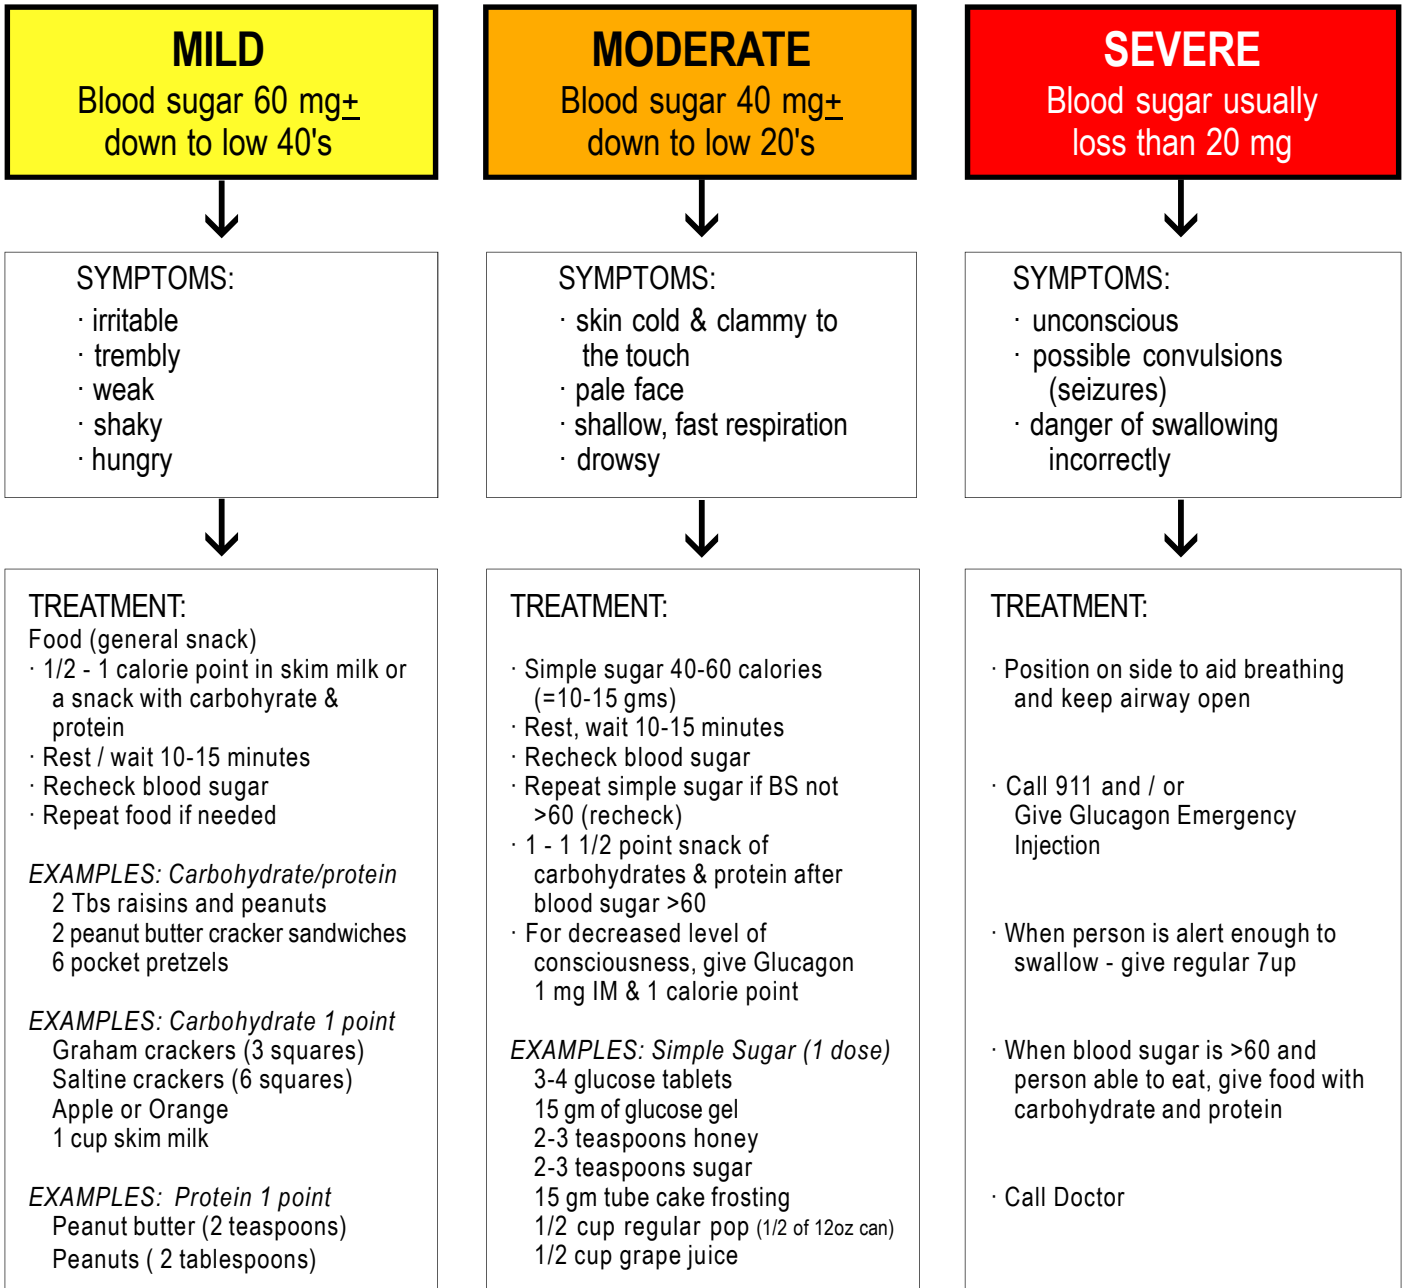 MILD
Blood sugar 60 mg±
down to low 40's
SYMPTOMS:
· irritable
· trembly
· weak
· shaky
· hungry
TREATMENT:
Food (general snack)
· 1/2 - 1 calorie point in skim milk or
a snack with carbohyrate &
protein
· Rest / wait 10-15 minutes
· Recheck blood sugar
· Repeat food if needed
EXAMPLES: Carbohydrate/protein
2 Tbs raisins and peanuts
2 peanut butter cracker sandwiches
6 pocket pretzels
EXAMPLES: Carbohydrate 1 point
Graham crackers (3 squares)
Saltine crackers (6 squares)
Apple or Orange
1 cup skim milk
EXAMPLES: Protein 1 point
Peanut butter (2 teaspoons)
Peanuts ( 2 tablespoons)
MODERATE
Blood sugar 40 mg±
down to low 20's
SYMPTOMS:
· skin cold & clammy to
the touch
· pale face
· shallow, fast respiration
· drowsy
TREATMENT:
· Simple sugar 40-60 calories
(=10-15 gms)
· Rest, wait 10-15 minutes
· Recheck blood sugar
· Repeat simple sugar if BS not
>60 (recheck)
· 1 - 1 1/2 point snack of
carbohydrates & protein after
blood sugar >60
· For decreased level of
consciousness, give Glucagon
1 mg IM & 1 calorie point
EXAMPLES: Simple Sugar (1 dose)
3-4 glucose tablets
15 gm of glucose gel
2-3 teaspoons honey
2-3 teaspoons sugar
15 gm tube cake frosting
1/2 cup regular pop (1/2 of 12oz can)
1/2 cup grape juice
SEVERE
Blood sugar usually
loss than 20 mg
SYMPTOMS:
· unconscious
· possible convulsions
(seizures)
· danger of swallowing
incorrectly
TREATMENT:
· Position on side to aid breathing
and keep airway open
· Call 911 and / or
Give Glucagon Emergency
Injection
· When person is alert enough to
swallow - give regular 7up
· When blood sugar is >60 and
person able to eat, give food with
carbohydrate and protein
· Call Doctor